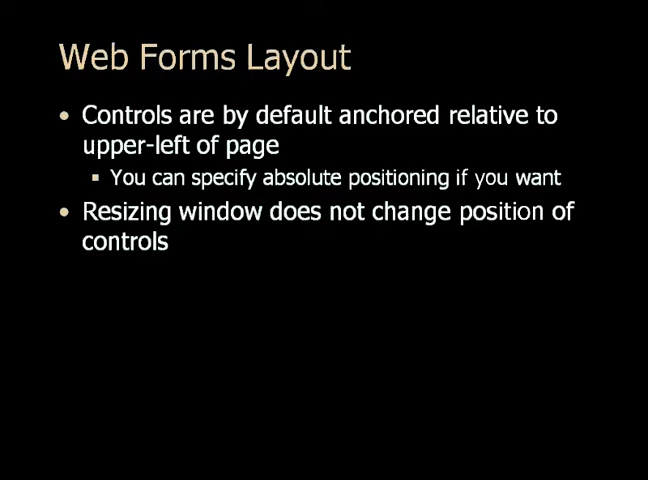 Web Forms Layout
• Controls are by default anchored relative to
upper-left of page
▪ You can specify absolute positioning if you want
• Resizing window does not change position of
controls